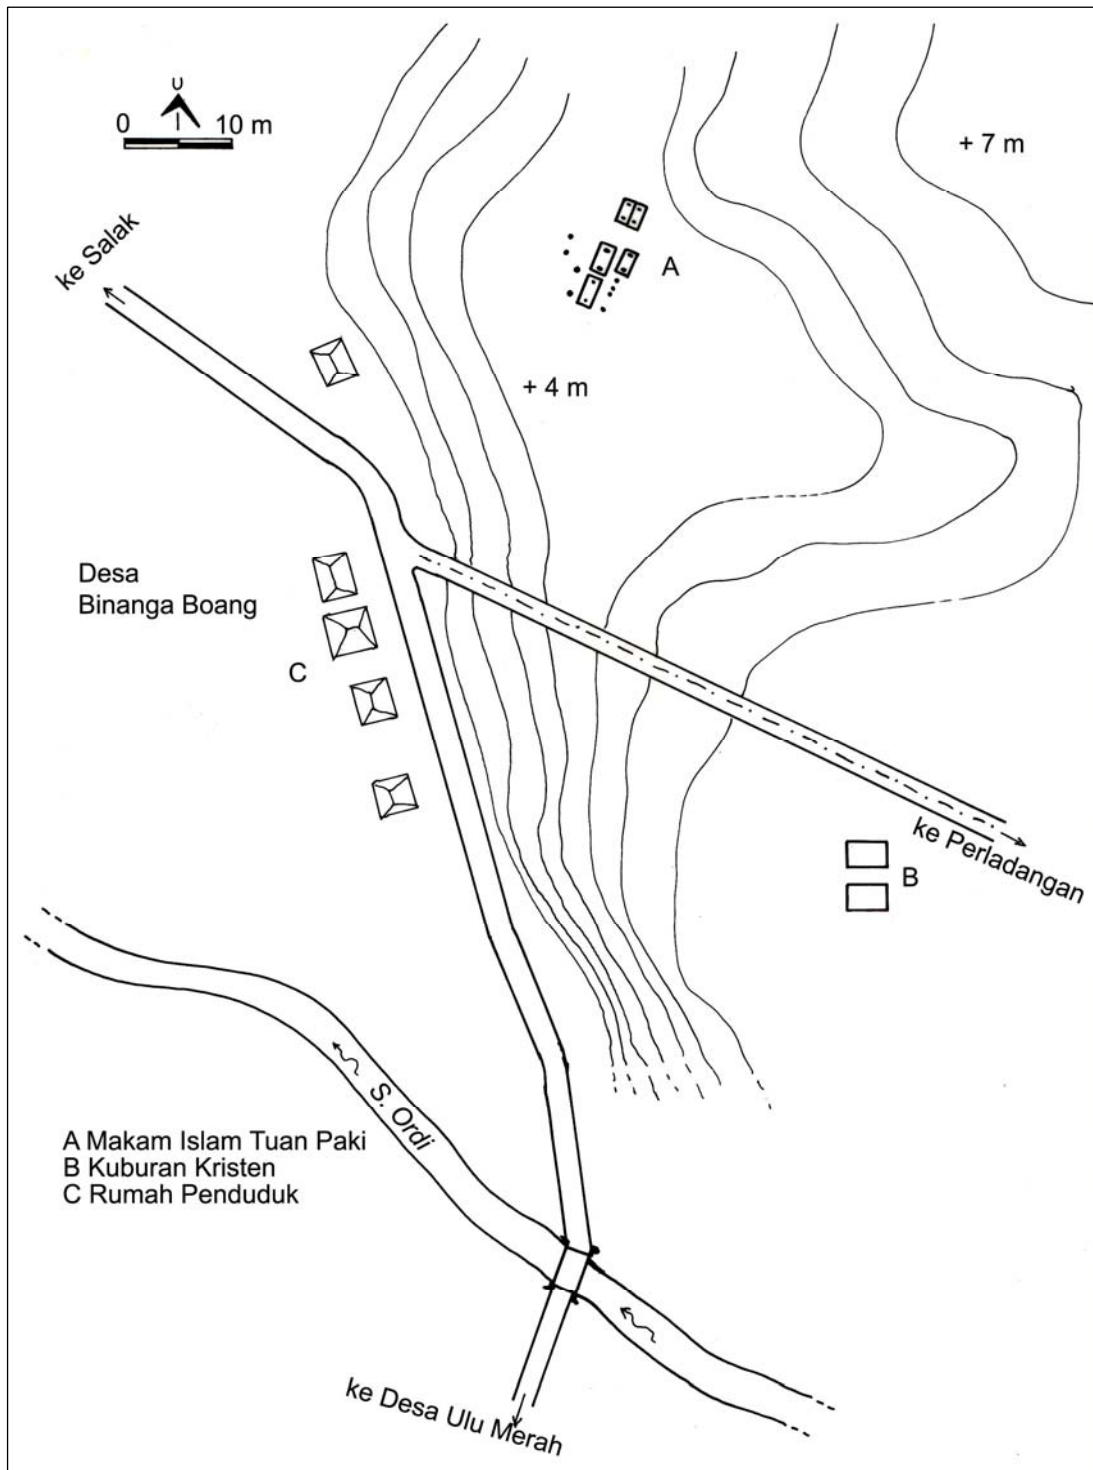 U
0 10 m
+ 7 m
ke Salak
A
+ 4 m
Desa
Binanga Boang
C
ke Perladangan
B
S. Ordi
A Makam Islam Tuan Paki
B Kuburan Kristen
C Rumah Penduduk
ke Desa Ulu Merah